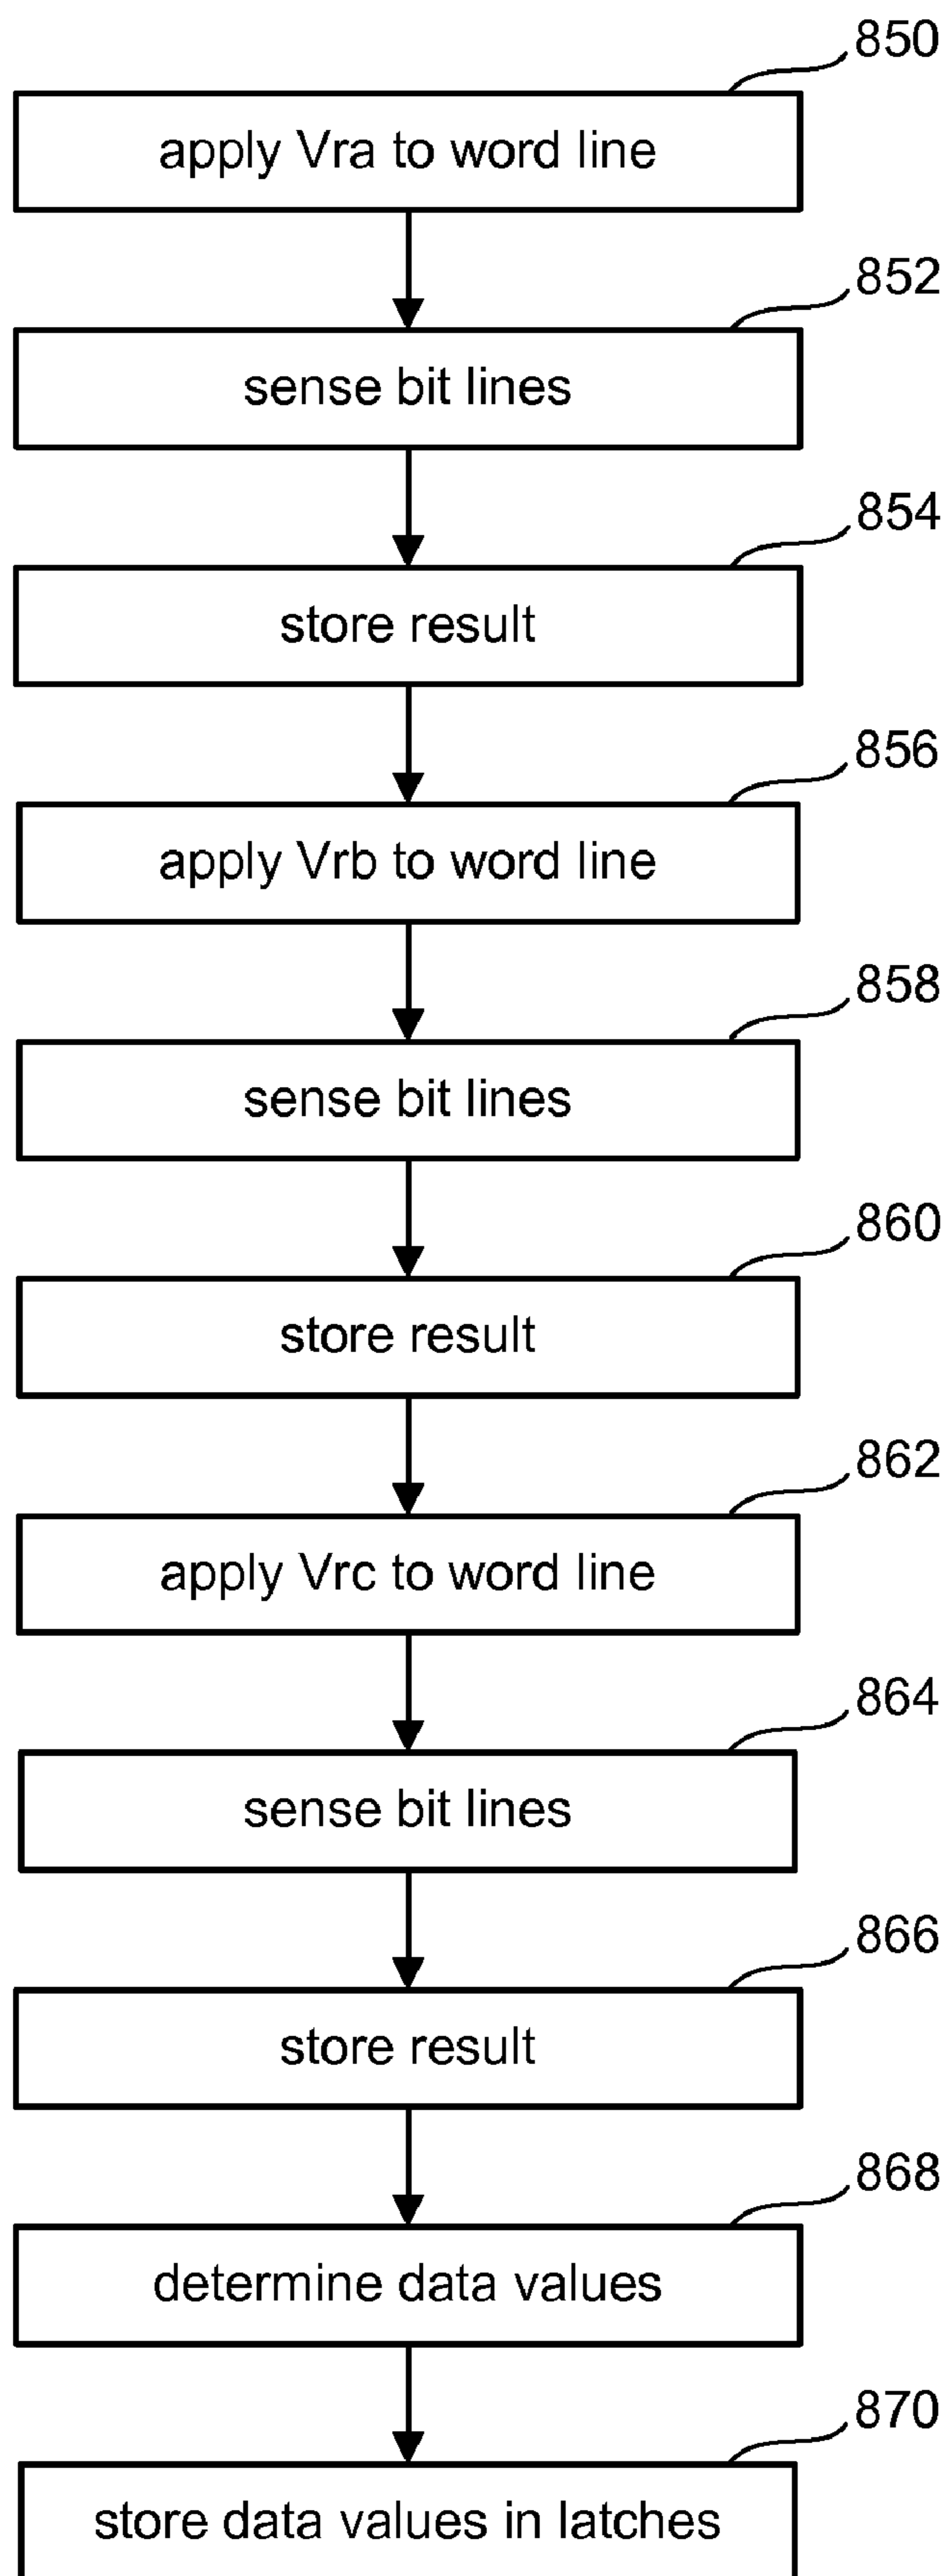 850
apply Vra to word line
852
sense bit lines
854
store result
856
apply Vrb to word line
858
sense bit lines
860
store result
862
apply Vrc to word line
864
sense bit lines
866
store result
868
determine data values
870
store data values in latches